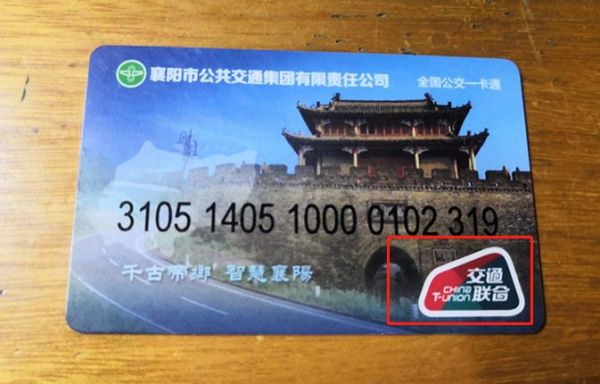 襄阳市公共交通集团有限责任公司
全国公交一卡通
3105 1405 1000 0102 319
千古帝乡 智慧襄陽
交通
CHINA
T-UNION 联合